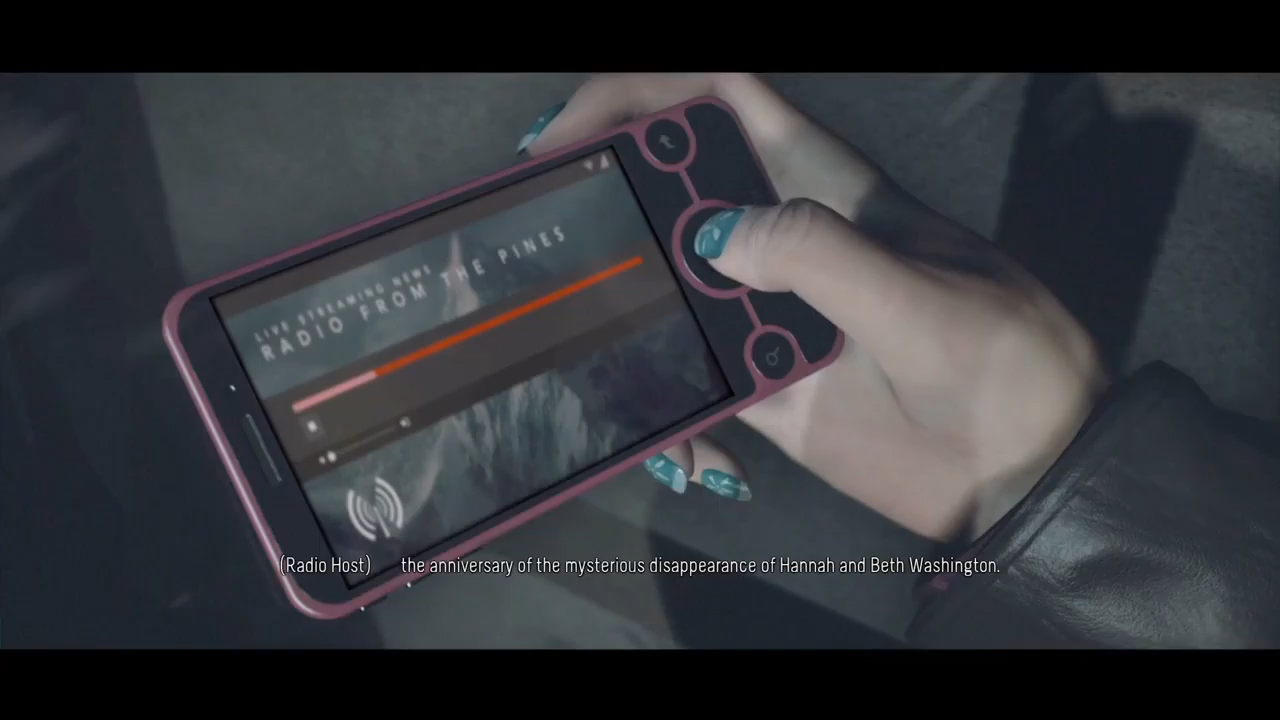 LIVE STREAMING NEWS
RADIO FROM THE PINES
(Radio Host) the anniversary of the mysterious disappearance of Hannah and Beth Washington.